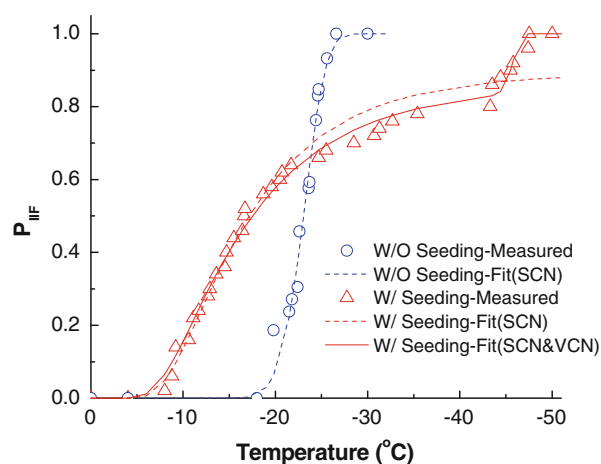 1.0
0.8
0.6
0.4
0.2
0.0
P_IIF
W/O Seeding-Measured
W/O Seeding-Fit(SCN)
W/ Seeding-Measured
W/ Seeding-Fit(SCN)
W/ Seeding-Fit(SCN&VCN)
0 -10 -20 -30 -40 -50
Temperature (°C)